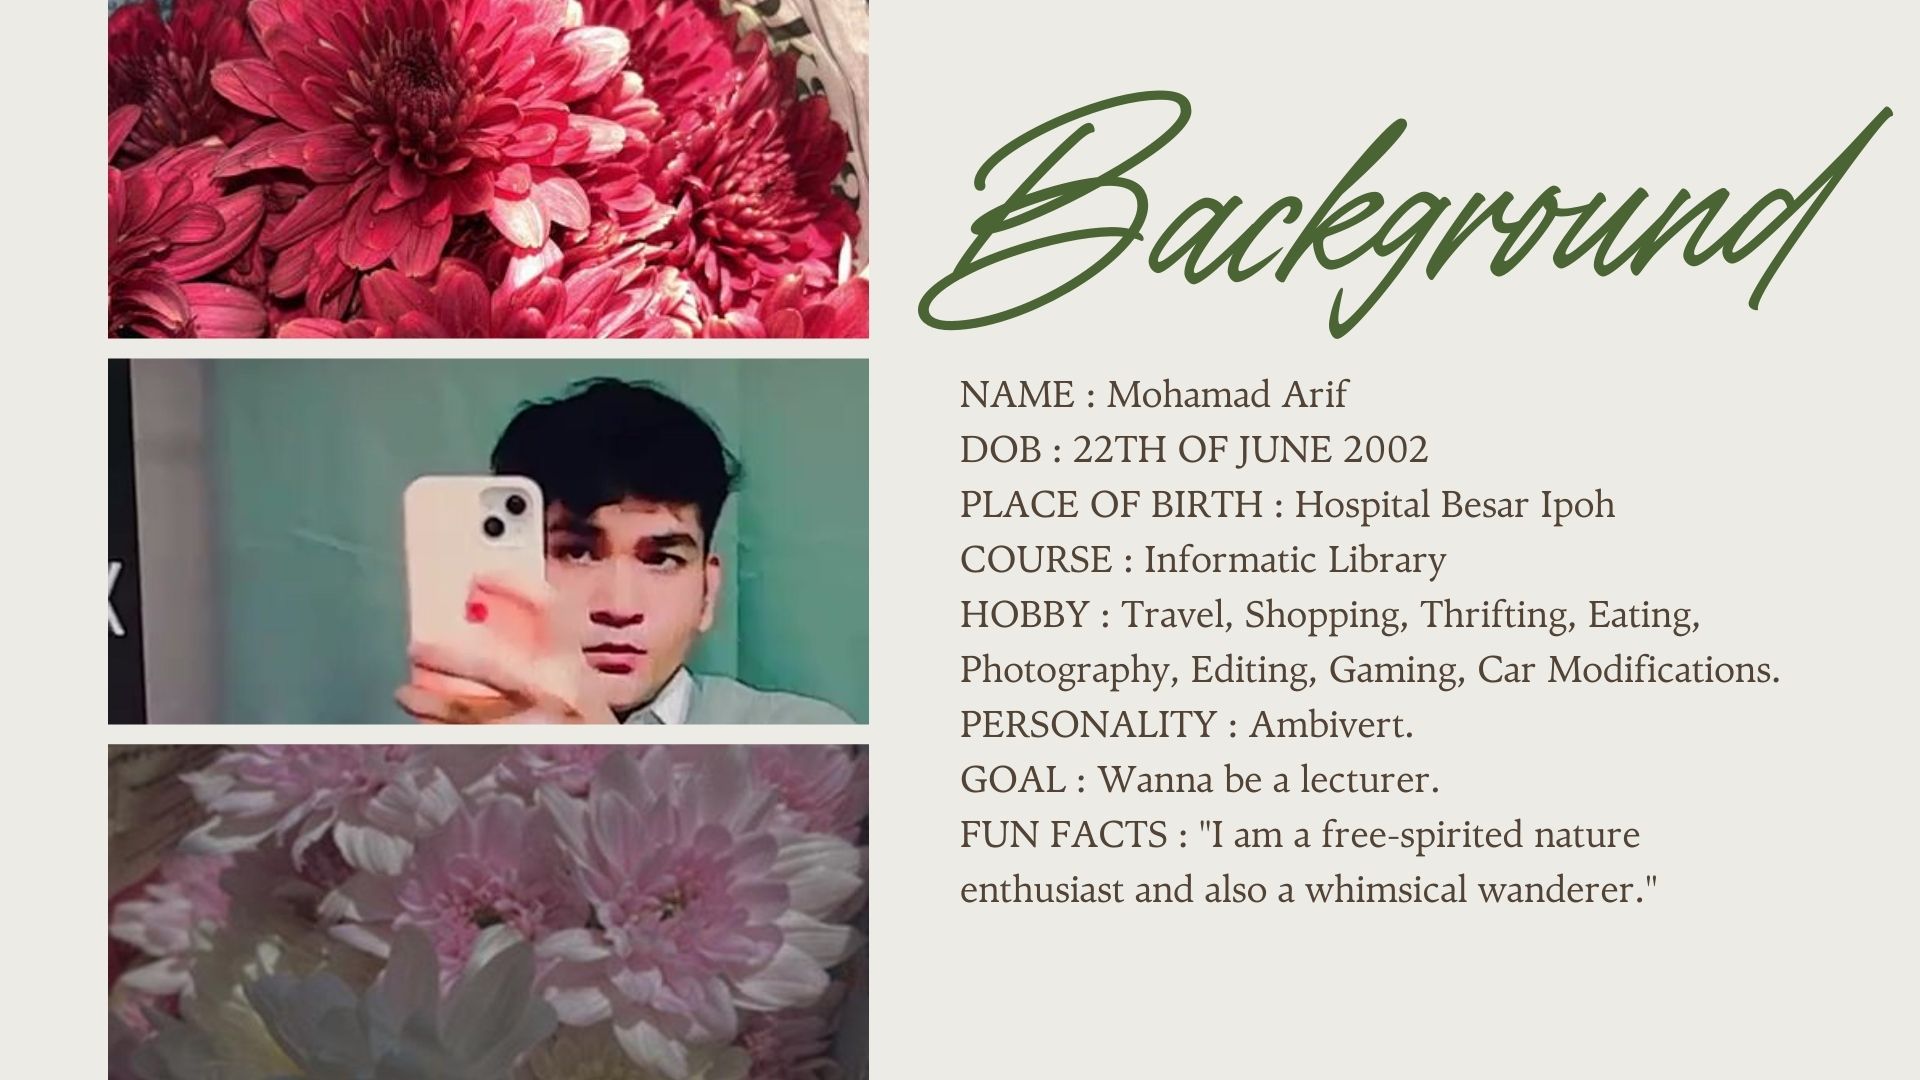 Background
NAME : Mohamad Arif
DOB : 22TH OF JUNE 2002
PLACE OF BIRTH : Hospital Besar Ipoh
COURSE : Informatic Library
HOBBY : Travel, Shopping, Thrifting, Eating,
Photography, Editing, Gaming, Car Modifications.
PERSONALITY : Ambivert.
GOAL : Wanna be a lecturer.
FUN FACTS : "I am a free-spirited nature
enthusiast and also a whimsical wanderer."